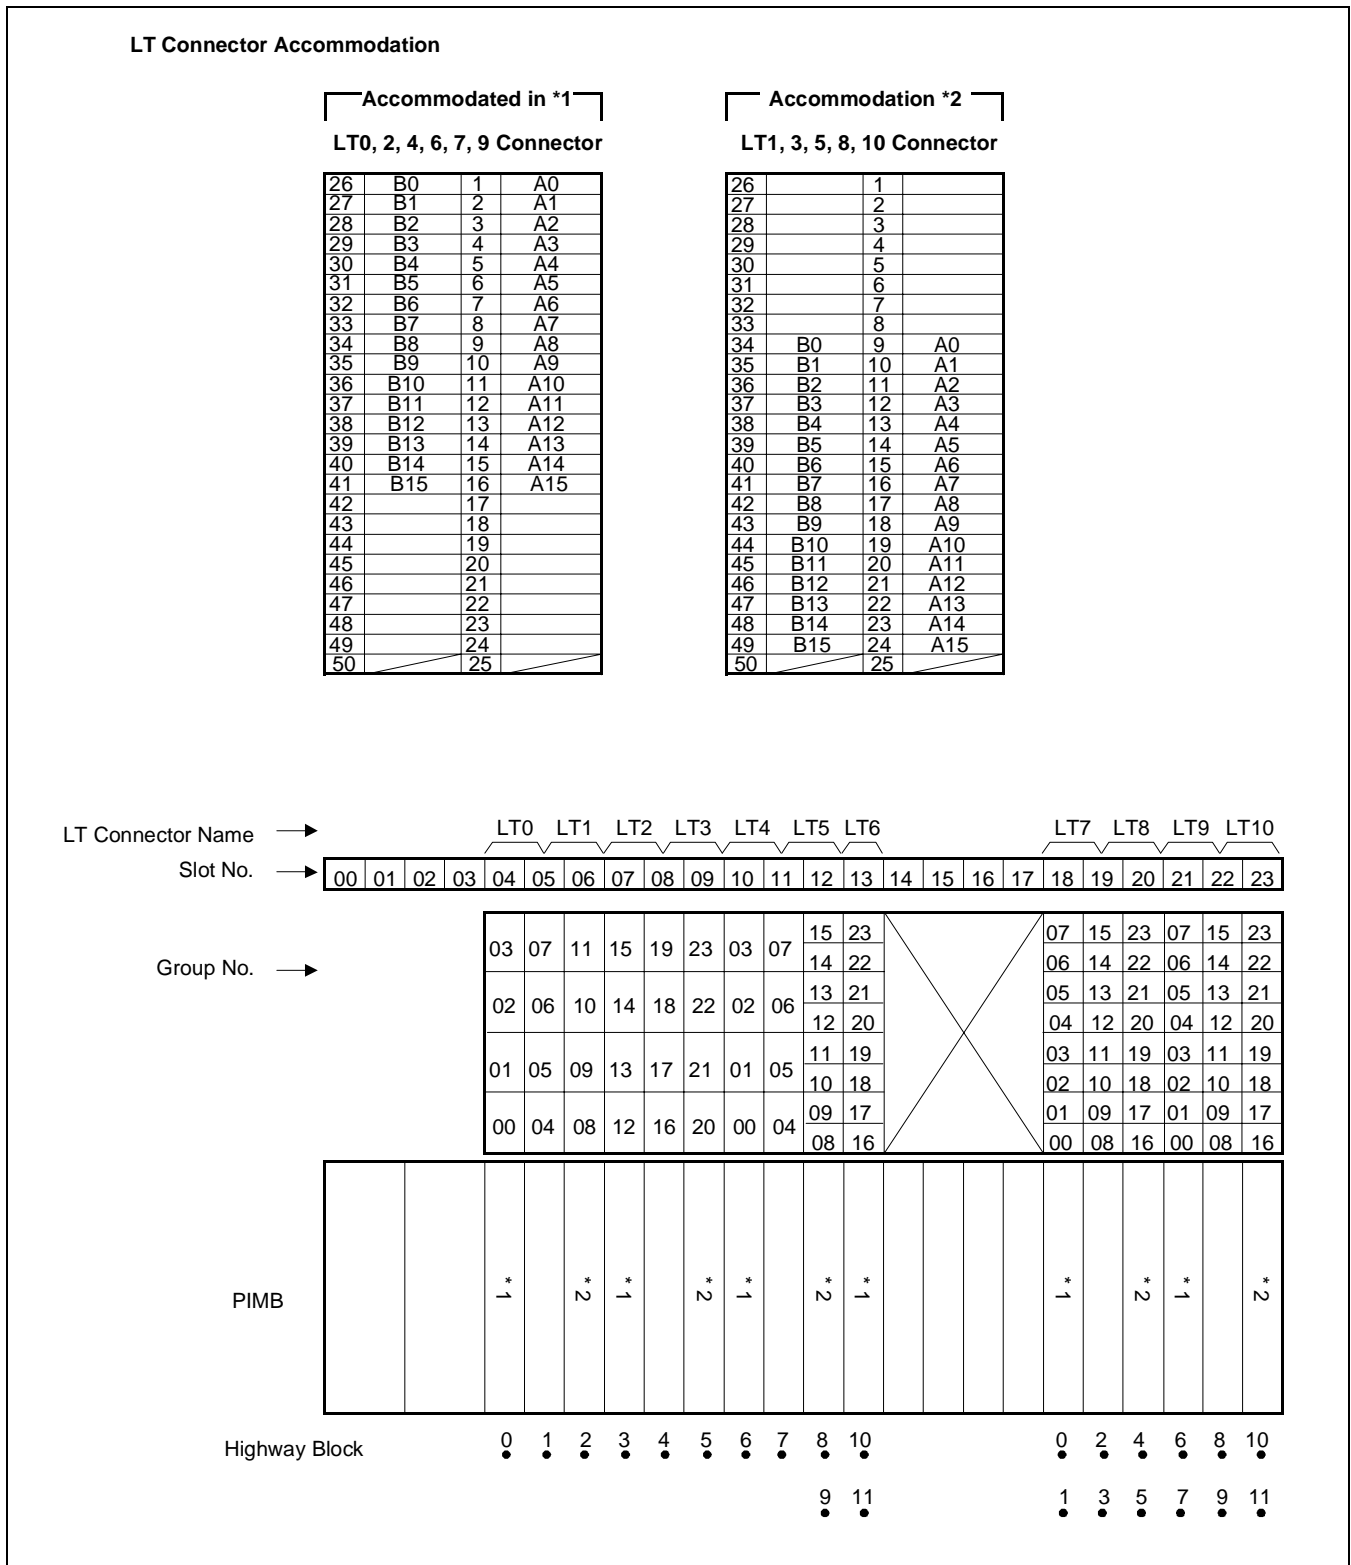 LT Connector Accommodation
Accommodated in *1 Accommodation *2
LT0, 2, 4, 6, 7, 9 Connector LT1, 3, 5, 8, 10 Connector
26 B0 1 A0 26 1
27 B1 2 A1 27 2
28 B2 3 A2 28 3
29 B3 4 A3 29 4
30 B4 5 A4 30 5
31 B5 6 A5 31 6
32 B6 7 A6 32 7
33 B7 8 A7 33 8
34 B8 9 A8 34 B0 9 A0
35 B9 10 A9 35 B1 10 A1
36 B10 11 A10 36 B2 11 A2
37 B11 12 A11 37 B3 12 A3
38 B12 13 A12 38 B4 13 A4
39 B13 14 A13 39 B5 14 A5
40 B14 15 A14 40 B6 15 A6
41 B15 16 A15 41 B7 16 A7
42 17 42 B8 17 A8
43 18 43 B9 18 A9
44 19 44 B10 19 A10
45 20 45 B11 20 A11
46 21 46 B12 21 A12
47 22 47 B13 22 A13
48 23 48 B14 23 A14
49 24 49 B15 24 A15
50 25 50 25
LT Connector Name LT0 LT1 LT2 LT3 LT4 LT5 LT6 LT7 LT8 LT9 LT10
Slot No. 00 01 02 03 04 05 06 07 08 09 10 11 12 13 14 15 16 17 18 19 20 21 22 23
Group No.
03 07 11 15 19 23 03 07 15 23 07 15 23 07 15 23
14 22 06 14 22 06 14 22
02 06 10 14 18 22 02 06 13 21 05 13 21 05 13 21
12 20 04 12 20 04 12 20
01 05 09 13 17 21 01 05 11 19 03 11 19 03 11 19
10 18 02 10 18 02 10 18
00 04 08 12 16 20 00 04 09 17 01 09 17 01 09 17
08 16 00 08 16 00 08 16
PIMB *1 *2 *1 *2 *1 *2 *1 *1 *2 *1 *2
Highway Block 0 1 2 3 4 5 6 7 8 10 0 2 4 6 8 10
9 11 1 3 5 7 9 11